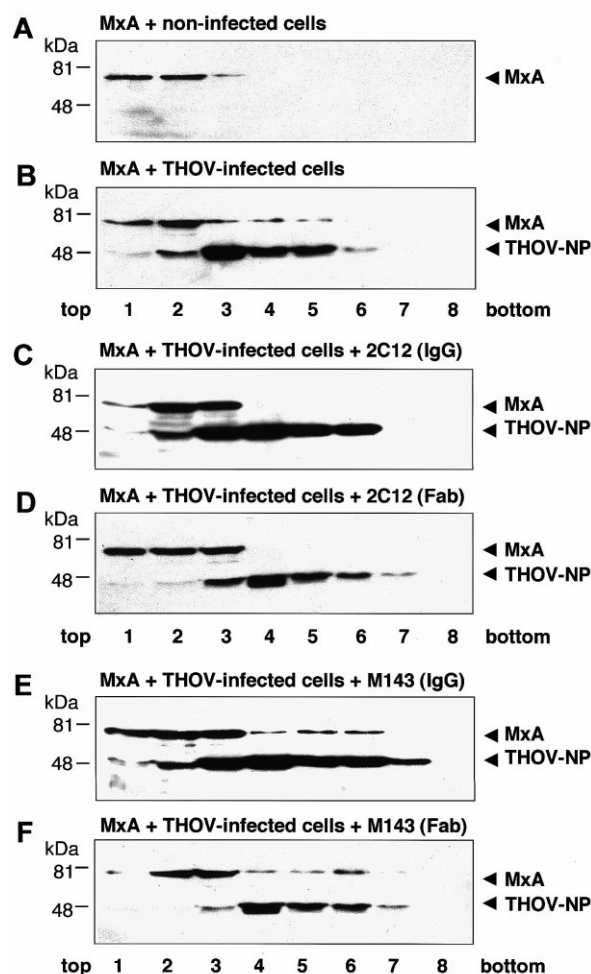 A MxA + non-infected cells
kDa
81
48
MxA
B MxA + THOV-infected cells
kDa
81
48
MxA
THOV-NP
top 1 2 3 4 5 6 7 8 bottom
C MxA + THOV-infected cells + 2C12 (IgG)
kDa
81
48
MxA
THOV-NP
D MxA + THOV-infected cells + 2C12 (Fab)
kDa
81
48
MxA
THOV-NP
top 1 2 3 4 5 6 7 8 bottom
E MxA + THOV-infected cells + M143 (IgG)
kDa
81
48
MxA
THOV-NP
F MxA + THOV-infected cells + M143 (Fab)
kDa
81
48
MxA
THOV-NP
top 1 2 3 4 5 6 7 8 bottom